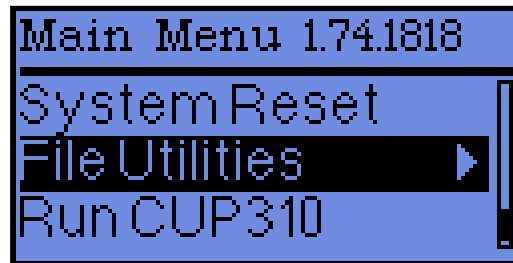 Main Menu 1.74.1818
System Reset
File Utilities
Run CUP310